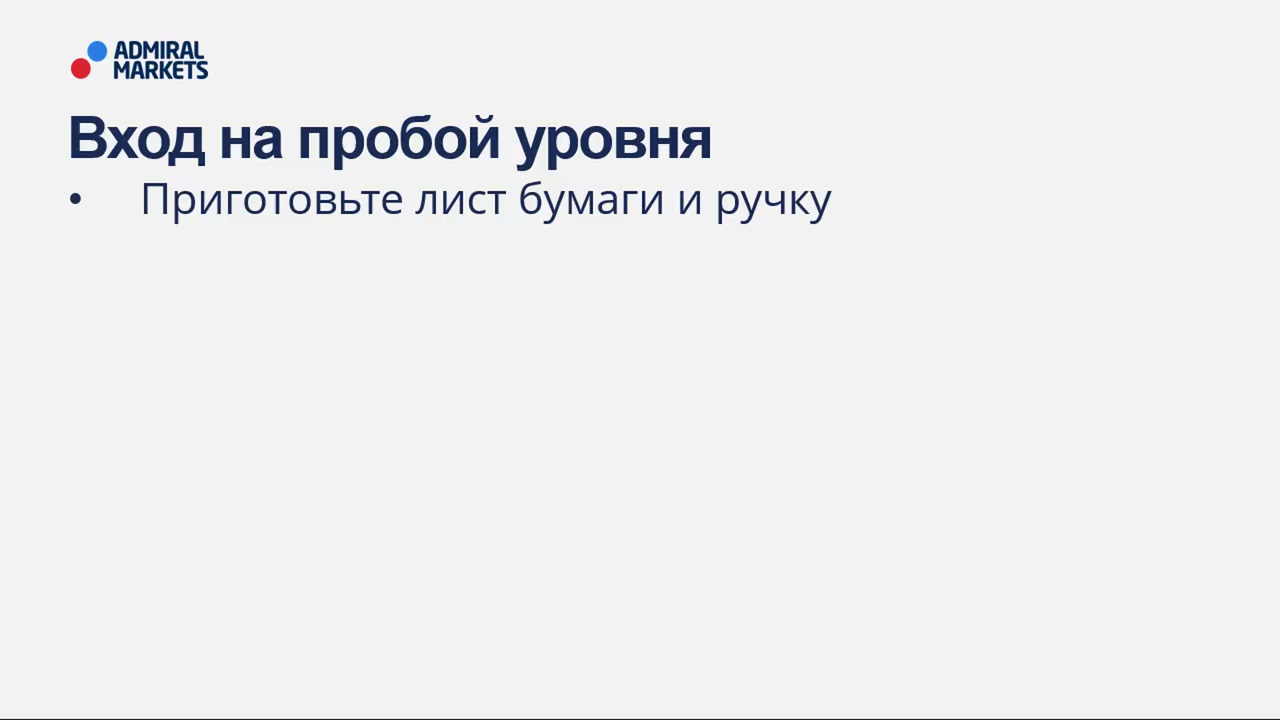 ADMIRAL
MARKETS
Вход на пробой уровня
• Приготовьте лист бумаги и ручку